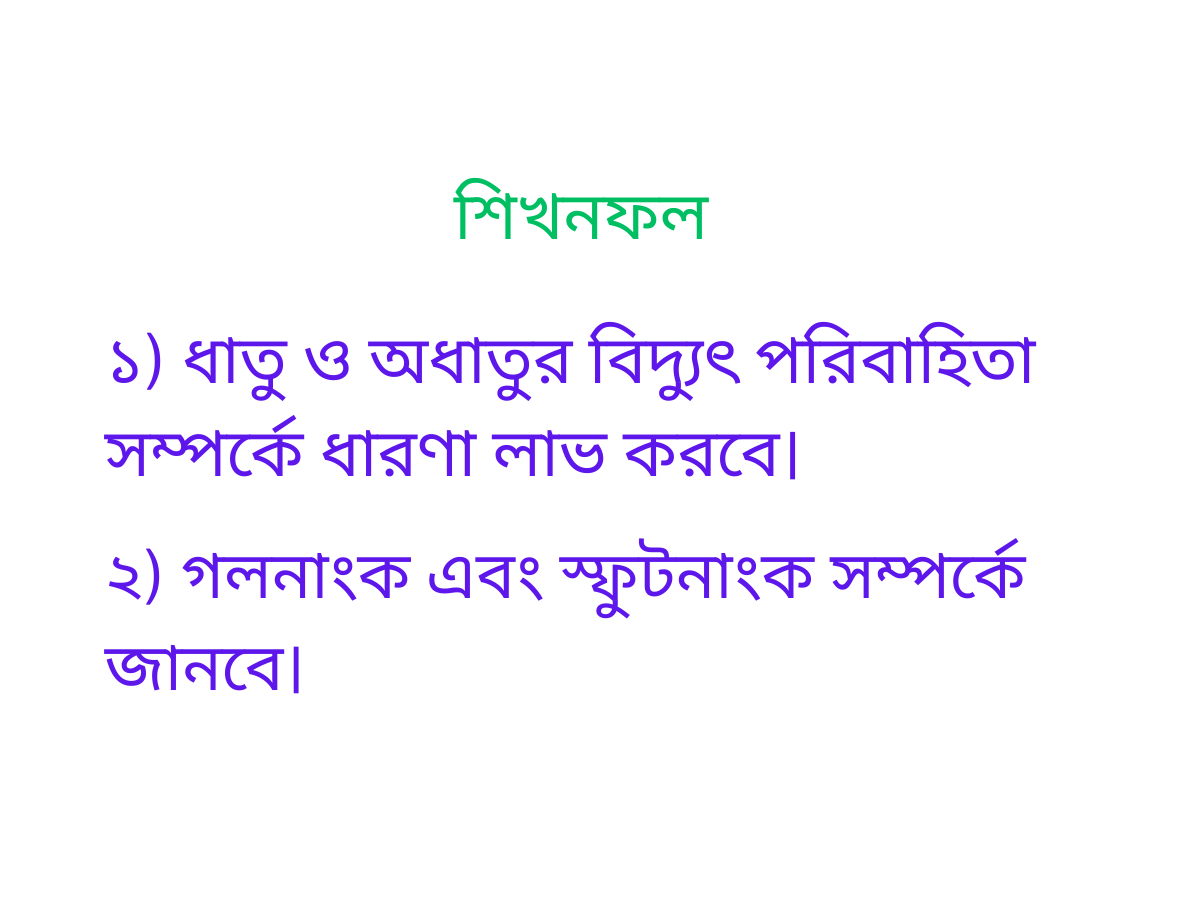 শিখনফল
১) ধাতু ও অধাতুর বিদ্যুৎ পরিবাহিতা
সম্পর্কে ধারণা লাভ করবে।
২) গলনাংক এবং স্ফুটনাংক সম্পর্কে
জানবে।